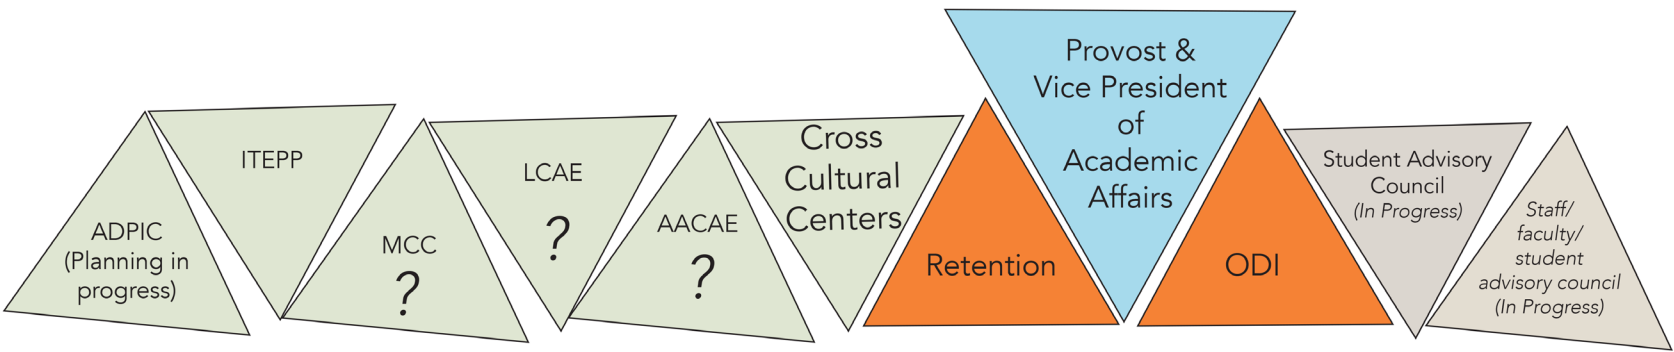 ADPIC
(Planning in
progress)
ITEPP
MCC
?
LCAE
?
AACAE
?
Cross
Cultural
Centers
Retention
Provost &
Vice President
of
Academic
Affairs
ODI
Student Advisory
Council
(In Progress)
Staff/
faculty/
student
advisory council
(In Progress)